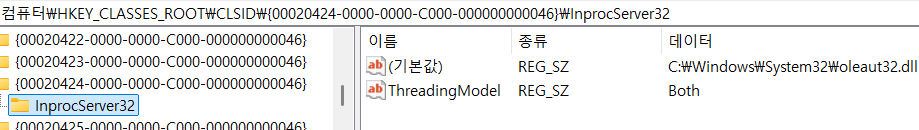 컴퓨터₩HKEY_CLASSES_ROOT₩CLSID₩{00020424-0000-0000-C000-000000000046}₩InprocServer32
{00020422-0000-0000-C000-000000000046}
{00020423-0000-0000-C000-000000000046}
{00020424-0000-0000-C000-000000000046}
InprocServer32
{00020425-0000-0000-C000-000000000046}
이름 종류 데이터
(기본값) REG_SZ C:₩Windows₩System32₩oleaut32.dll
ThreadingModel REG_SZ Both